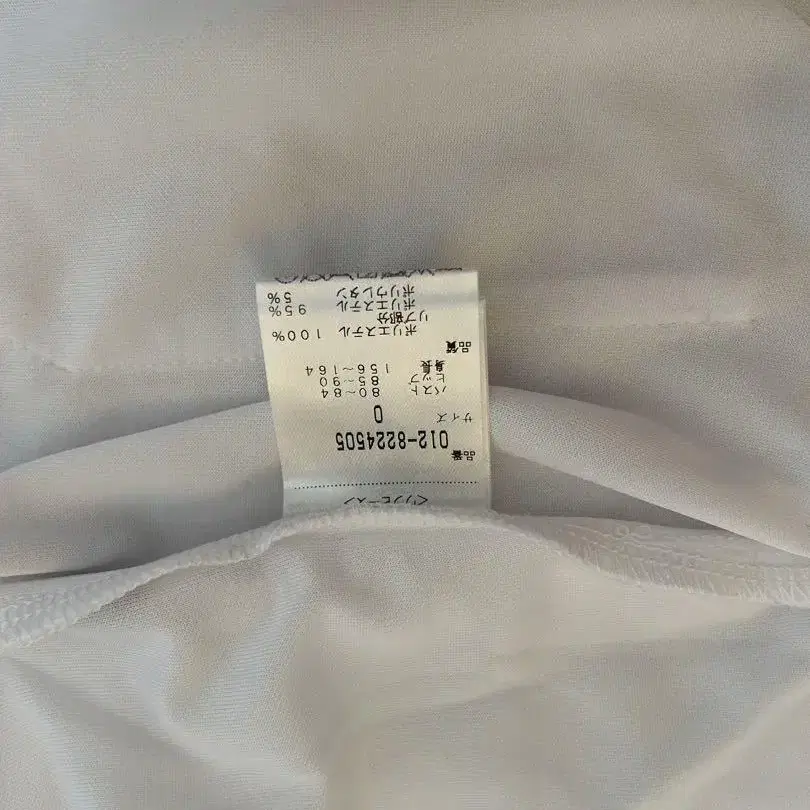 品番
012-8224505
サイズ
0
バスト 80~84
ヒップ 85~90
身長 156~164
品質
ポリエステル 100%
リブ部分
ポリエステル 95%
ポリウレタン 5%